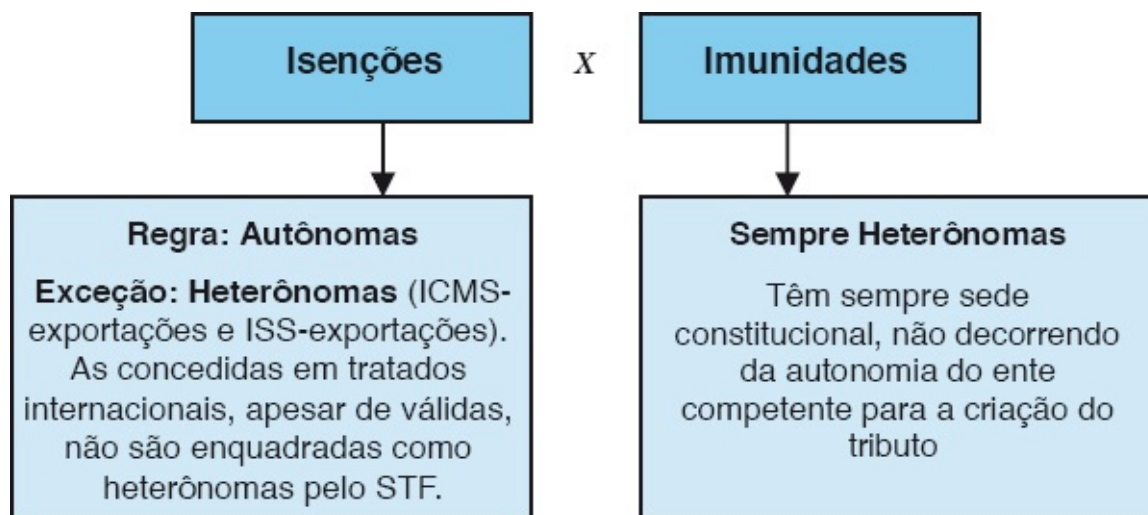 Isenções
X
Imunidades
Regra: Autônomas
Exceção: Heterônomas (ICMS-
exportações e ISS-exportações).
As concedidas em tratados
internacionais, apesar de válidas,
não são enquadradas como
heterônomas pelo STF.
Sempre Heterônomas
Têm sempre sede
constitucional, não decorrendo
da autonomia do ente
competente para a criação do
tributo